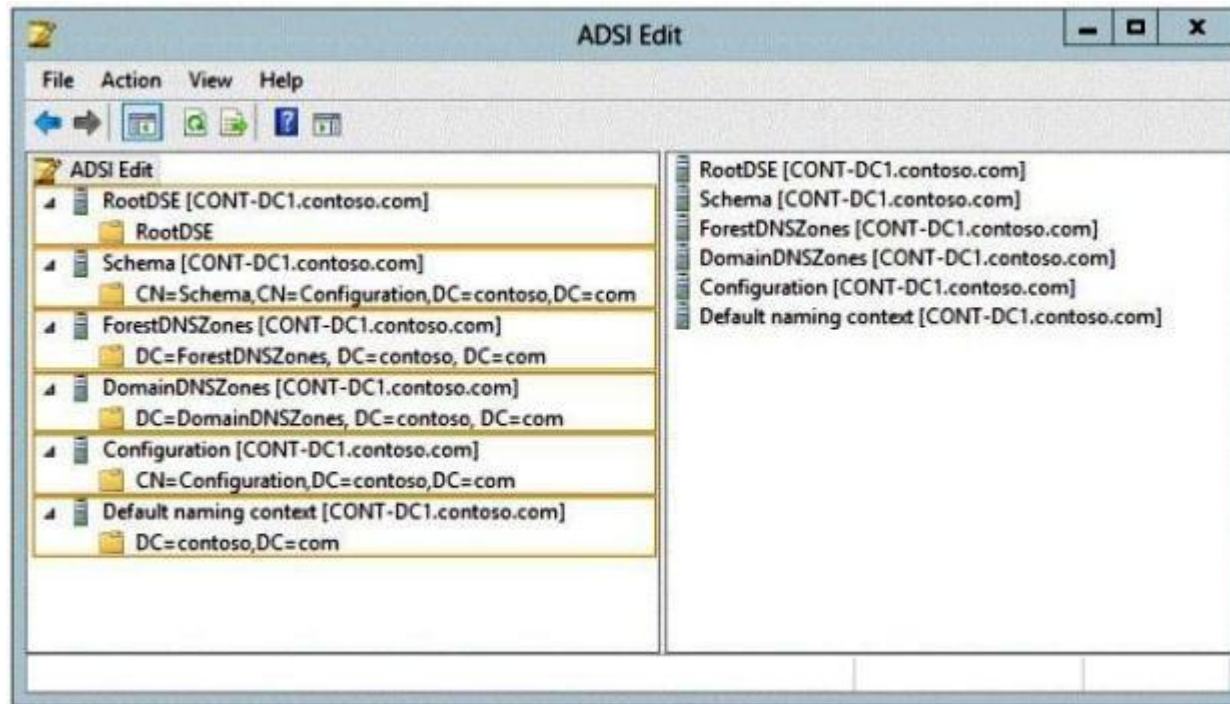 ADSI Edit
File Action View Help
ADSI Edit
RootDSE [CONT-DC1.contoso.com]
RootDSE
Schema [CONT-DC1.contoso.com]
CN=Schema,CN=Configuration,DC=contoso,DC=com
ForestDNSZones [CONT-DC1.contoso.com]
DC=ForestDNSZones, DC=contoso, DC=com
DomainDNSZones [CONT-DC1.contoso.com]
DC=DomainDNSZones, DC=contoso, DC=com
Configuration [CONT-DC1.contoso.com]
CN=Configuration,DC=contoso,DC=com
Default naming context [CONT-DC1.contoso.com]
DC=contoso,DC=com
RootDSE [CONT-DC1.contoso.com]
Schema [CONT-DC1.contoso.com]
ForestDNSZones [CONT-DC1.contoso.com]
DomainDNSZones [CONT-DC1.contoso.com]
Configuration [CONT-DC1.contoso.com]
Default naming context [CONT-DC1.contoso.com]